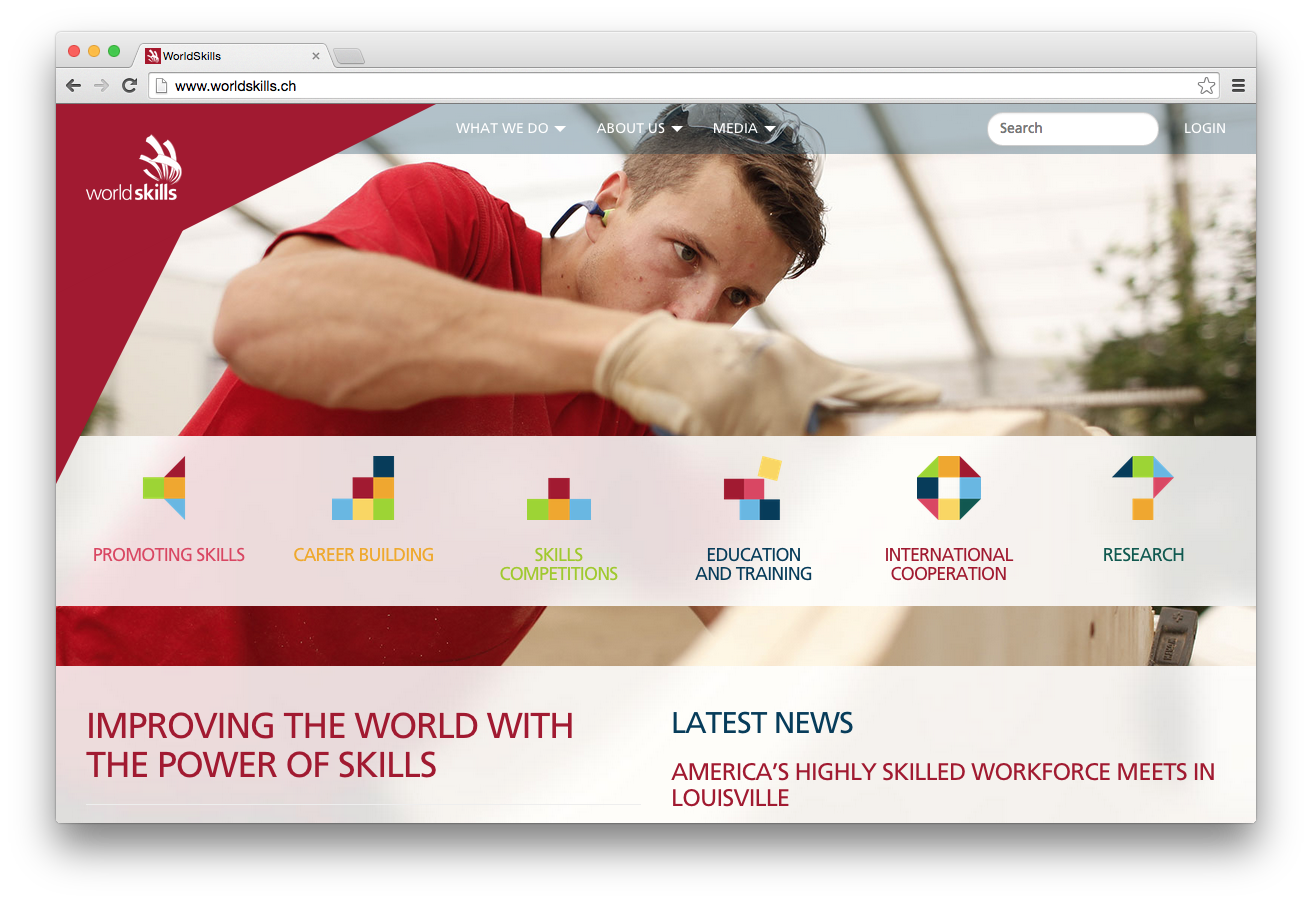 WorldSkills
www.worldskills.ch
WHAT WE DO
ABOUT US
MEDIA
Search
LOGIN
worldskills
PROMOTING SKILLS
CAREER BUILDING
SKILLS
COMPETITIONS
EDUCATION
AND TRAINING
INTERNATIONAL
COOPERATION
RESEARCH
IMPROVING THE WORLD WITH
THE POWER OF SKILLS
LATEST NEWS
AMERICA'S HIGHLY SKILLED WORKFORCE MEETS IN
LOUISVILLE